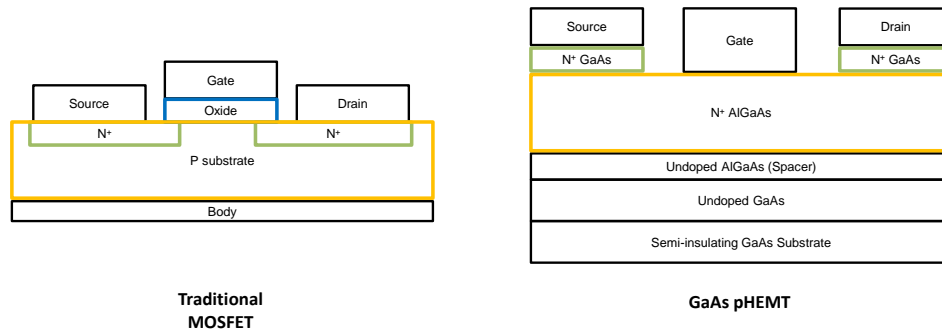 Gate
Source
Oxide
Drain
N+
N+
P substrate
Body
Traditional
MOSFET
Source
Gate
Drain
N+ GaAs
N+ GaAs
N+ AlGaAs
Undoped AlGaAs (Spacer)
Undoped GaAs
Semi-insulating GaAs Substrate
GaAs pHEMT